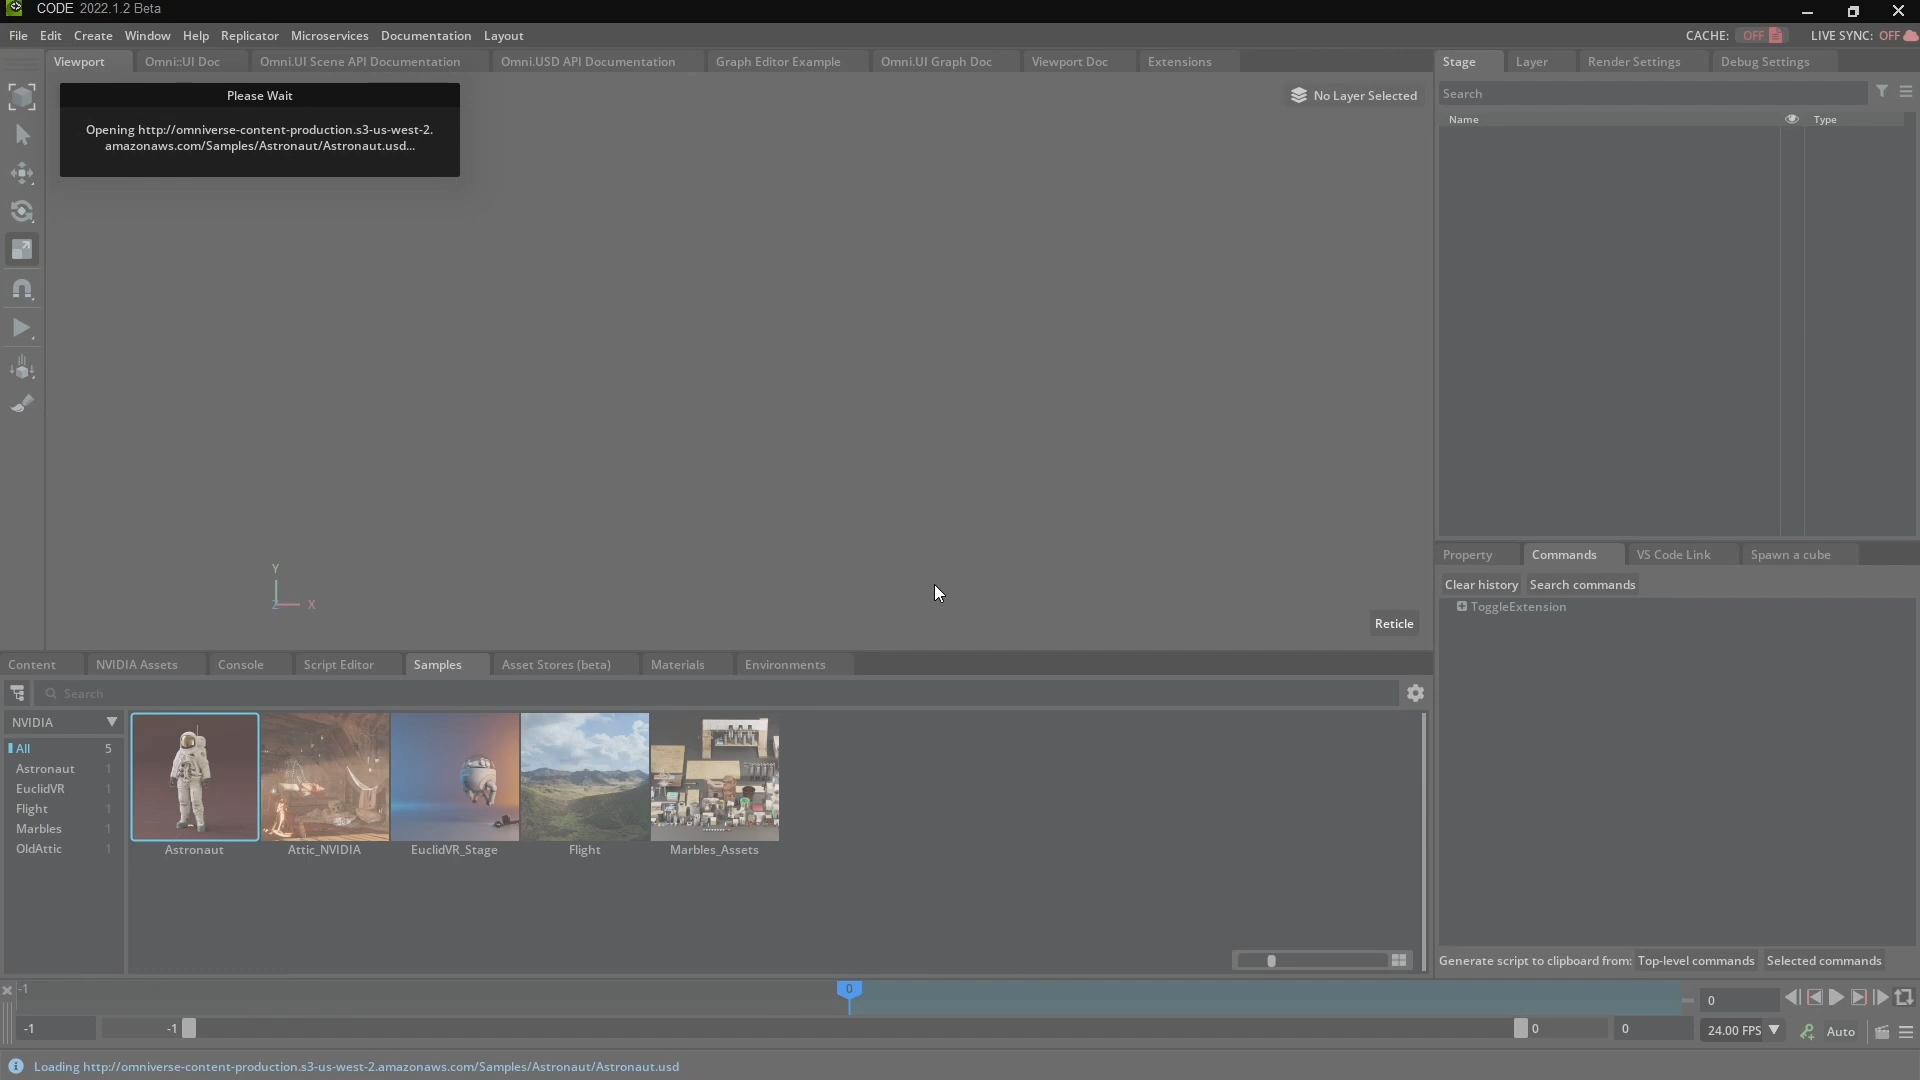 CODE 2022.1.2 Beta
File Edit Create Window Help Replicator Microservices Documentation Layout
CACHE: OFF LIVE SYNC: OFF
Viewport Omni::UI Doc Omni.UI Scene API Documentation Omni.USD API Documentation Graph Editor Example Omni.UI Graph Doc Viewport Doc Extensions
Please Wait
Opening http://omniverse-content-production.s3-us-west-2.
amazonaws.com/Samples/Astronaut/Astronaut.usd...
No Layer Selected
Y
Z X
Reticle
Stage Layer Render Settings Debug Settings
Search
Name Type
Property Commands VS Code Link Spawn a cube
Clear history Search commands
ToggleExtension
Generate script to clipboard from: Top-level commands Selected commands
Content NVIDIA Assets Console Script Editor Samples Asset Stores (beta) Materials Environments
Search
NVIDIA
All 5
Astronaut 1
EuclidVR 1
Flight 1
Marbles 1
OldAttic 1
Astronaut Attic_NVIDIA EuclidVR_Stage Flight Marbles_Assets
-1 0 0
-1 -1 0 0 24.00 FPS Auto
Loading http://omniverse-content-production.s3-us-west-2.amazonaws.com/Samples/Astronaut/Astronaut.usd